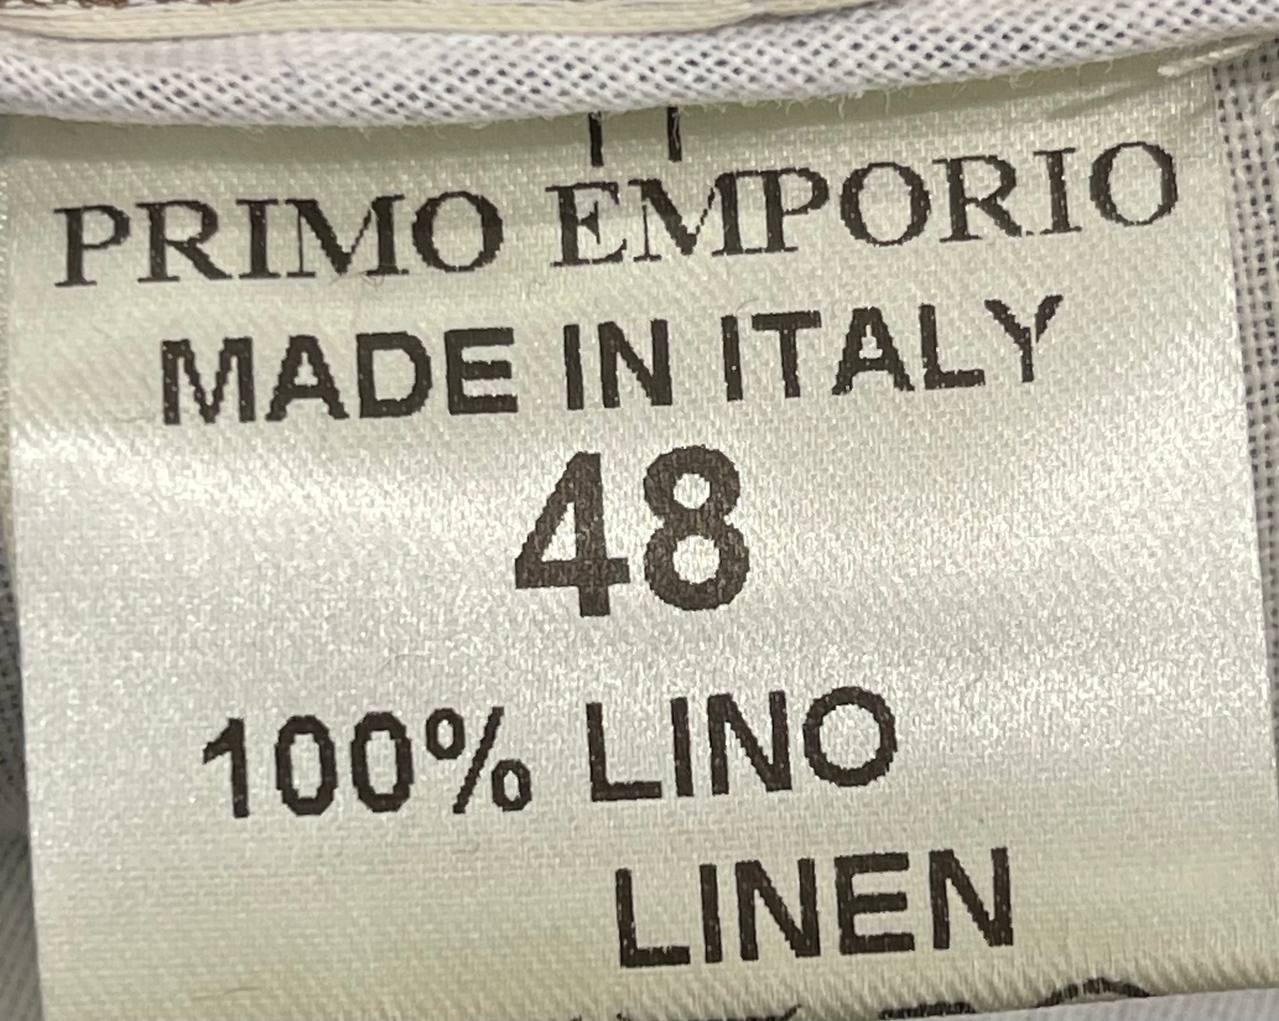 PRIMO EMPORIO
MADE IN ITALY
48
100% LINO
LINEN